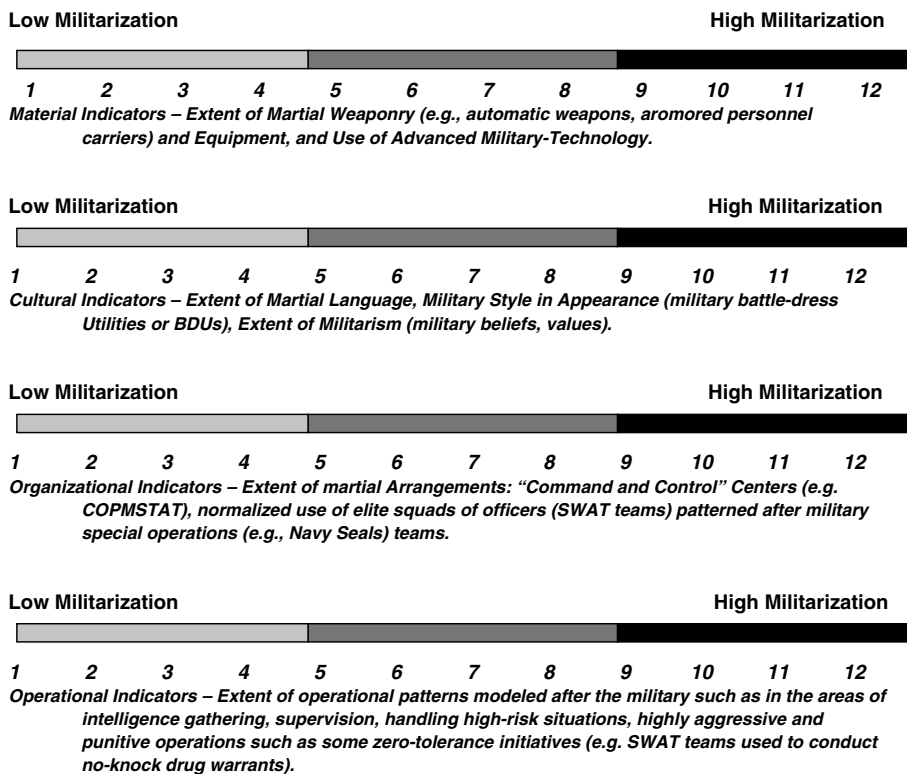 Low Militarization High Militarization
1 2 3 4 5 6 7 8 9 10 11 12
Material Indicators – Extent of Martial Weaponry (e.g., automatic weapons, aromored personnel
carriers) and Equipment, and Use of Advanced Military-Technology.
Low Militarization High Militarization
1 2 3 4 5 6 7 8 9 10 11 12
Cultural Indicators – Extent of Martial Language, Military Style in Appearance (military battle-dress
Utilities or BDUs), Extent of Militarism (military beliefs, values).
Low Militarization High Militarization
1 2 3 4 5 6 7 8 9 10 11 12
Organizational Indicators – Extent of martial Arrangements: “Command and Control” Centers (e.g.
COPMSTAT), normalized use of elite squads of officers (SWAT teams) patterned after military
special operations (e.g., Navy Seals) teams.
Low Militarization High Militarization
1 2 3 4 5 6 7 8 9 10 11 12
Operational Indicators – Extent of operational patterns modeled after the military such as in the areas of
intelligence gathering, supervision, handling high-risk situations, highly aggressive and
punitive operations such as some zero-tolerance initiatives (e.g. SWAT teams used to conduct
no-knock drug warrants).